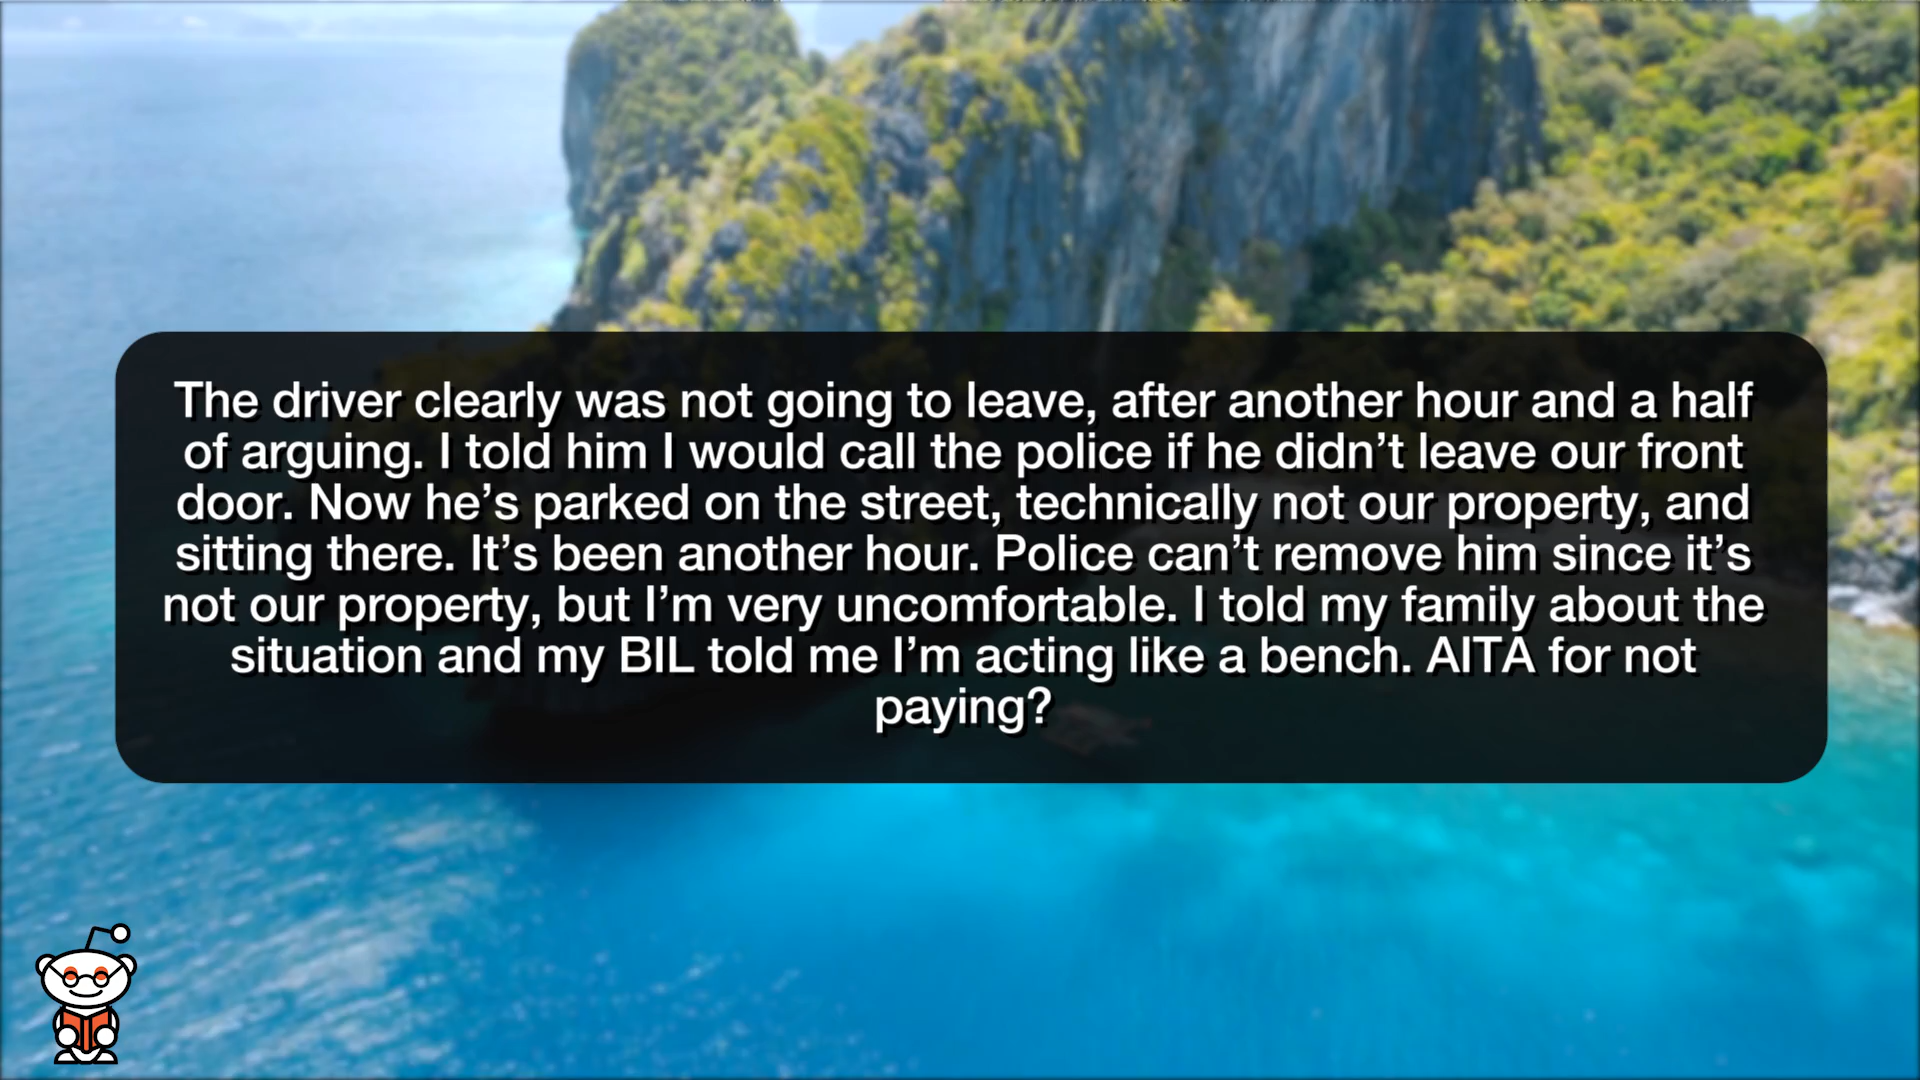 The driver clearly was not going to leave, after another hour and a half
of arguing. I told him I would call the police if he didn’t leave our front
door. Now he’s parked on the street, technically not our property, and
sitting there. It’s been another hour. Police can’t remove him since it’s
not our property, but I’m very uncomfortable. I told my family about the
situation and my BIL told me I’m acting like a bench. AITA for not
paying?